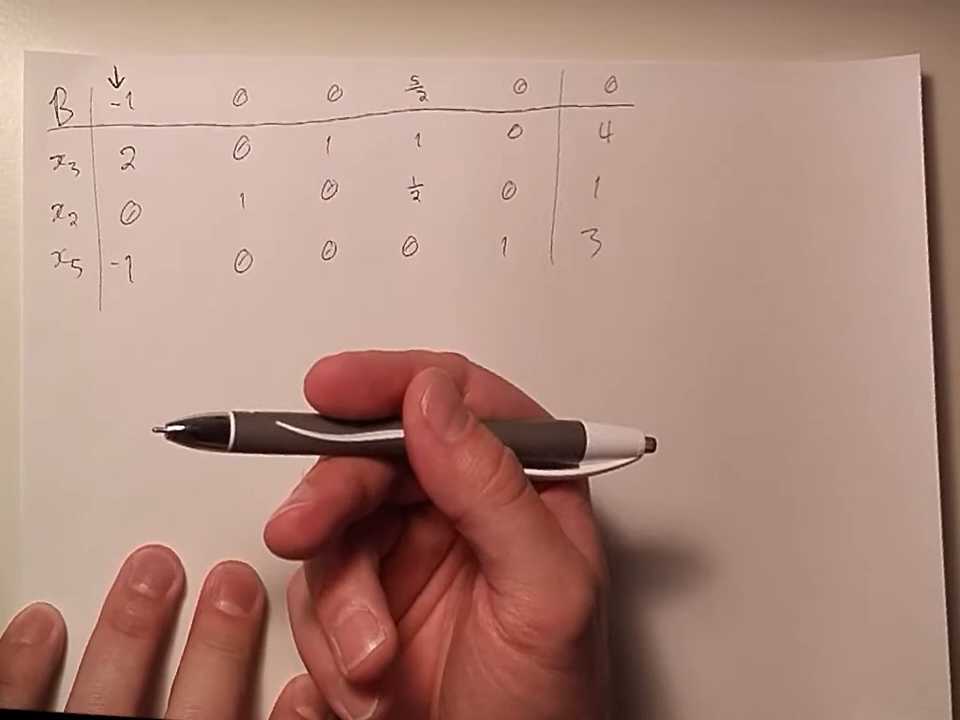 ↓
B | -1 0 0 5/2 0 | 0
x₃ | 2 0 1 1 0 | 4
x₂ | 0 1 0 1/2 0 | 1
x₅ | -1 0 0 0 1 | 3